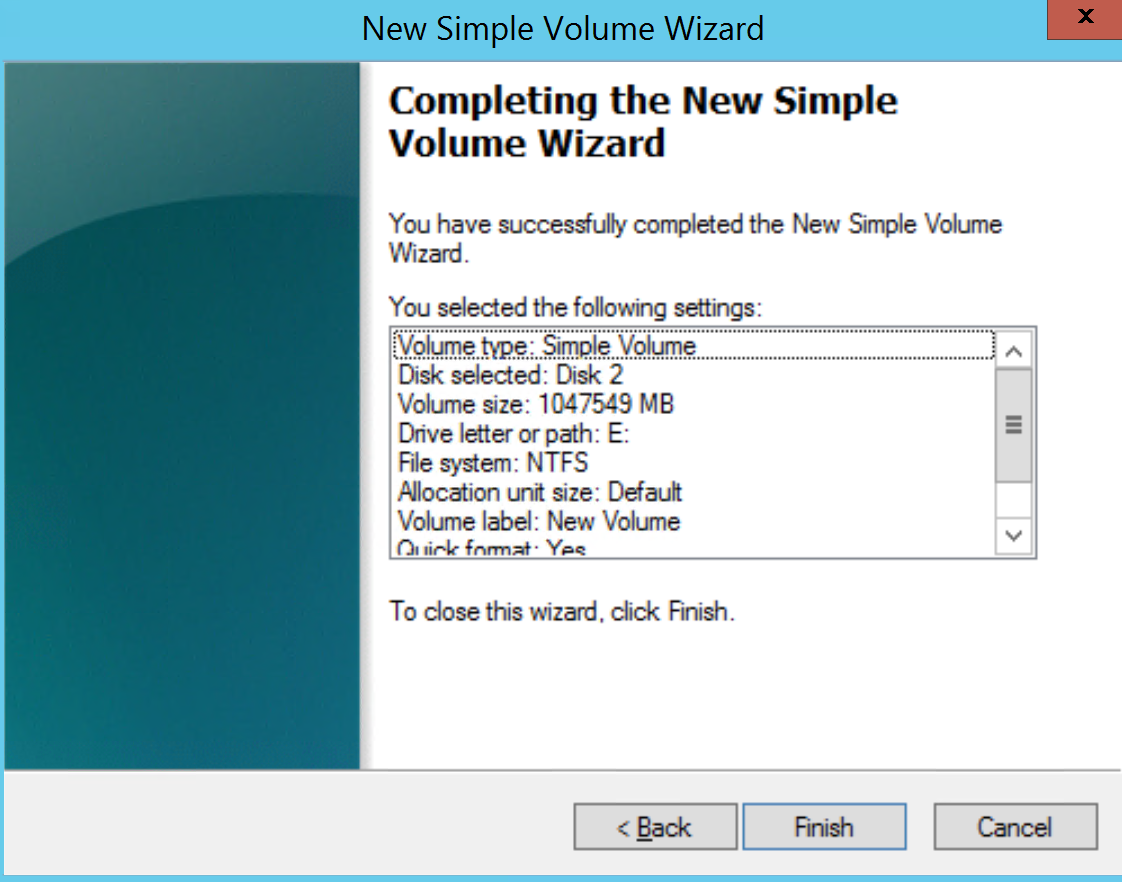 New Simple Volume Wizard
x
Completing the New Simple
Volume Wizard
You have successfully completed the New Simple Volume
Wizard.
You selected the following settings:
Volume type: Simple Volume
Disk selected: Disk 2
Volume size: 1047549 MB
Drive letter or path: E:
File system: NTFS
Allocation unit size: Default
Volume label: New Volume
Quick format: Yes
To close this wizard, click Finish.
< Back
Finish
Cancel